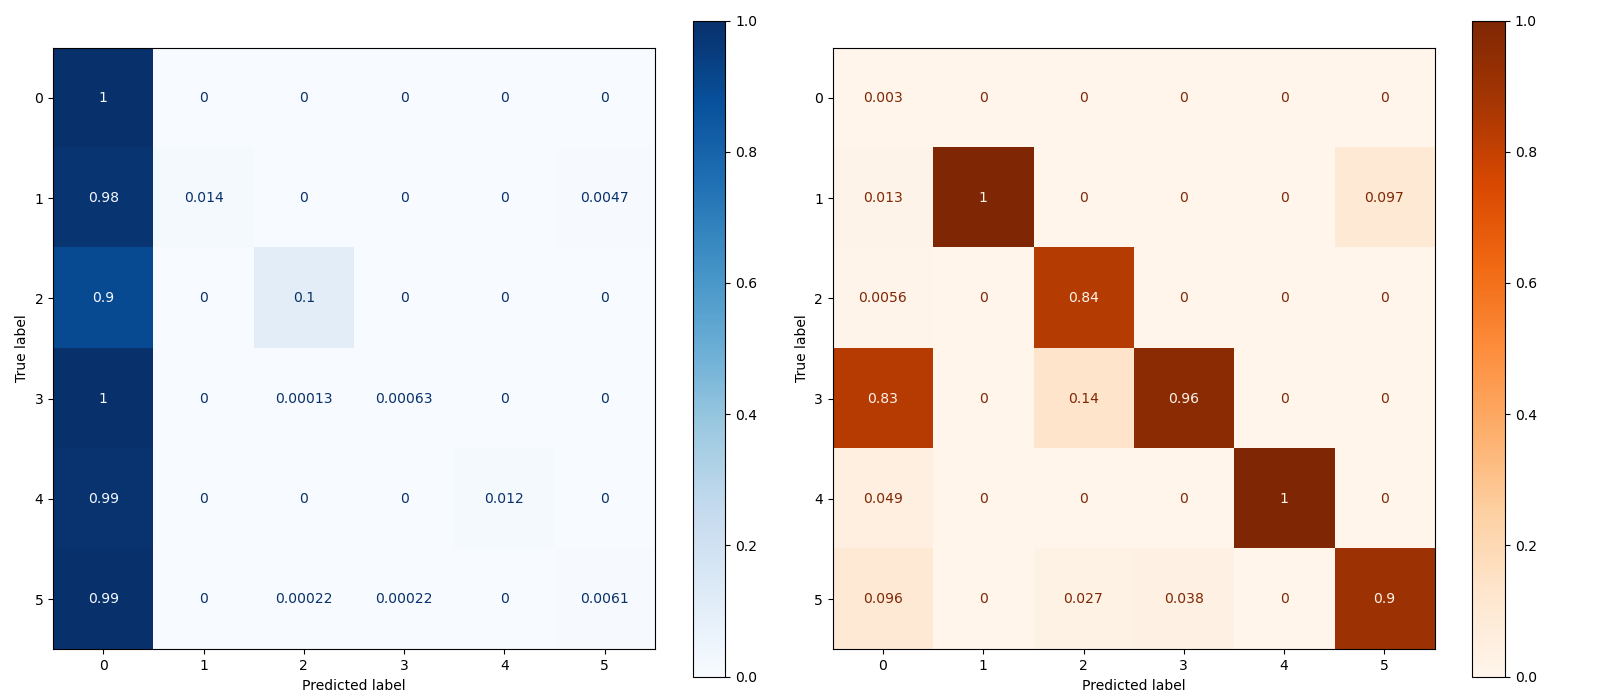 1.0
0 1 0 0 0 0 0
0.8
1 0.98 0.014 0 0 0 0.0047
0.6
2 0.9 0 0.1 0 0 0
True label
3 1 0 0.00013 0.00063 0 0
0.4
4 0.99 0 0 0 0.012 0
0.2
5 0.99 0 0.00022 0.00022 0 0.0061
0.0
0 1 2 3 4 5
Predicted label
1.0
0 0.003 0 0 0 0 0
0.8
1 0.013 1 0 0 0 0.097
0.6
2 0.0056 0 0.84 0 0 0
True label
3 0.83 0 0.14 0.96 0 0
0.4
4 0.049 0 0 0 1 0
0.2
5 0.096 0 0.027 0.038 0 0.9
0.0
0 1 2 3 4 5
Predicted label